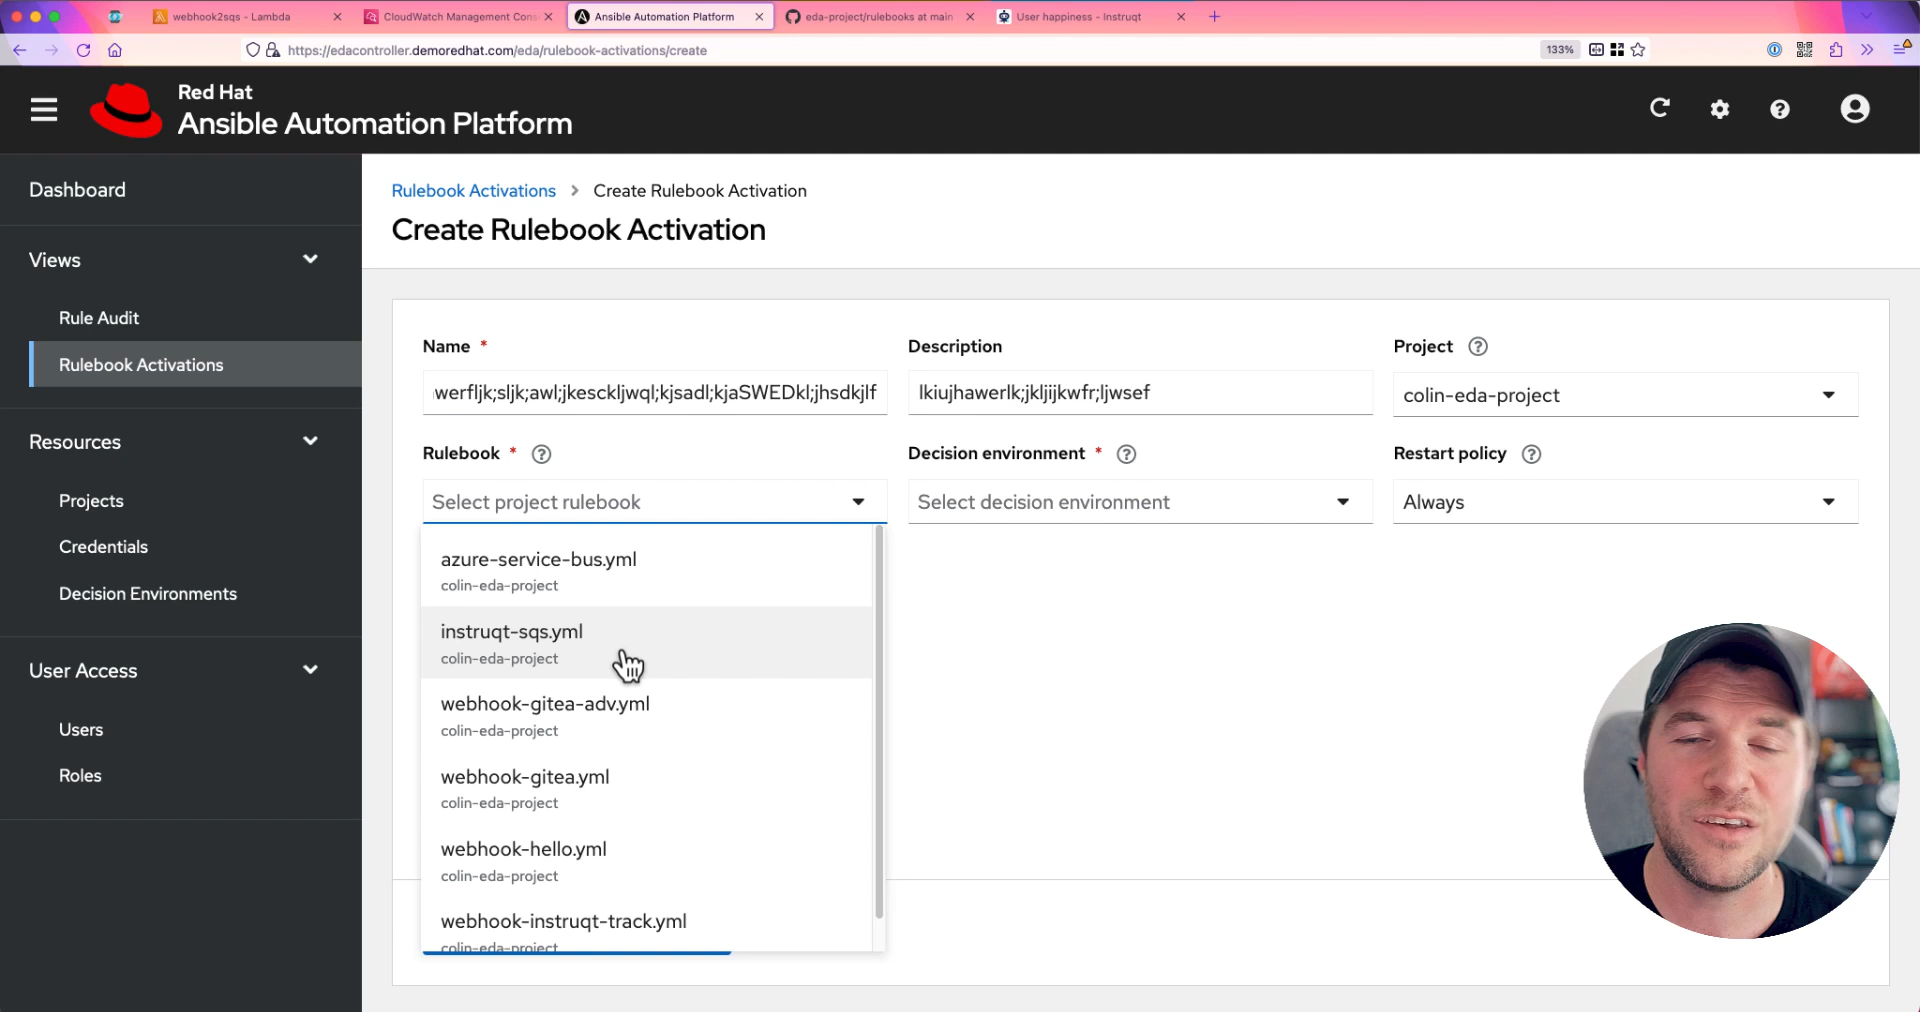 webhook2sqs - Lambda
CloudWatch Management Cons
Ansible Automation Platform
eda-project/rulebooks at main
User happiness - Instruqt
https://edacontroller.demoredhat.com/eda/rulebook-activations/create
133%
Red Hat
Ansible Automation Platform
Dashboard
Views
Rule Audit
Rulebook Activations
Resources
Projects
Credentials
Decision Environments
User Access
Users
Roles
Rulebook Activations > Create Rulebook Activation
Create Rulebook Activation
Name *
Description
Project
werfljk;sljk;awl;jkesckljwql;kjsadl;kjaSWEDkl;jhsdkjlf
lkiujhawerlk;jkljijkwfr;ljwsef
colin-eda-project
Rulebook *
Decision environment *
Restart policy
Select project rulebook
Select decision environment
Always
azure-service-bus.yml
colin-eda-project
instruqt-sqs.yml
colin-eda-project
webhook-gitea-adv.yml
colin-eda-project
webhook-gitea.yml
colin-eda-project
webhook-hello.yml
colin-eda-project
webhook-instruqt-track.yml
colin-eda-project